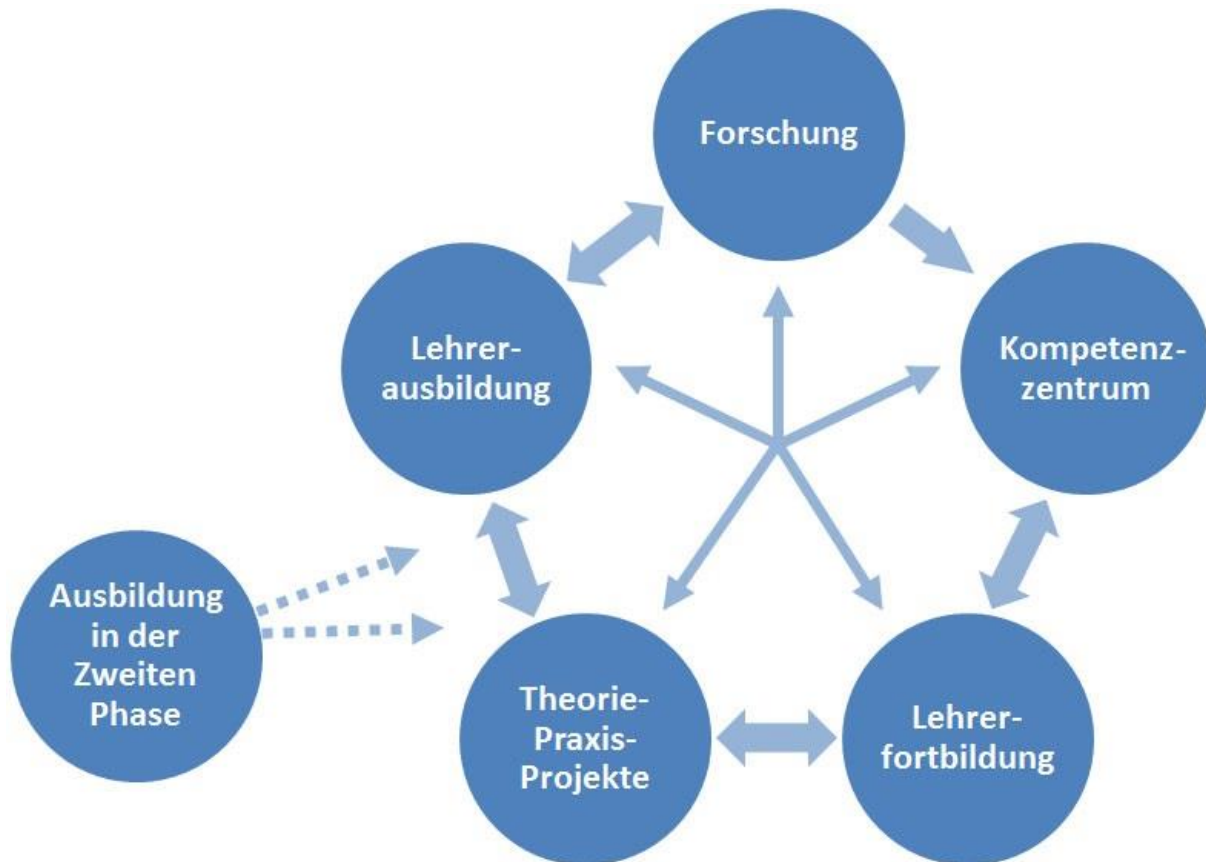 Forschung
Lehrer-
ausbildung
Kompetenz-
zentrum
Ausbildung
in der
Zweiten
Phase
Theorie-
Praxis-
Projekte
Lehrer-
fortbildung